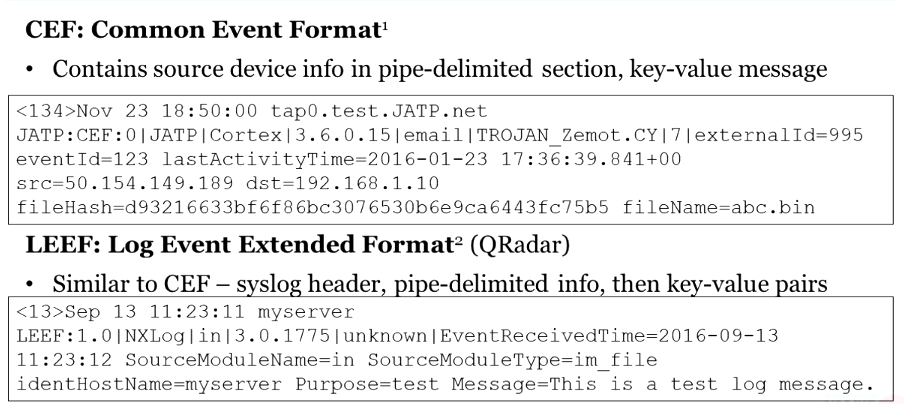 CEF: Common Event Format¹
• Contains source device info in pipe-delimited section, key-value message
<134>Nov 23 18:50:00 tap0.test.JATP.net
JATP:CEF:0|JATP|Cortex|3.6.0.15|email|TROJAN_Zemot.CY|7|externalId=995
eventId=123 lastActivityTime=2016-01-23 17:36:39.841+00
src=50.154.149.189 dst=192.168.1.10
fileHash=d93216633bf6f86bc3076530b6e9ca6443fc75b5 fileName=abc.bin
LEEF: Log Event Extended Format² (QRadar)
• Similar to CEF – syslog header, pipe-delimited info, then key-value pairs
<13>Sep 13 11:23:11 myserver
LEEF:1.0|NXLog|in|3.0.1775|unknown|EventReceivedTime=2016-09-13
11:23:12 SourceModuleName=in SourceModuleType=im_file
identHostName=myserver Purpose=test Message=This is a test log message.